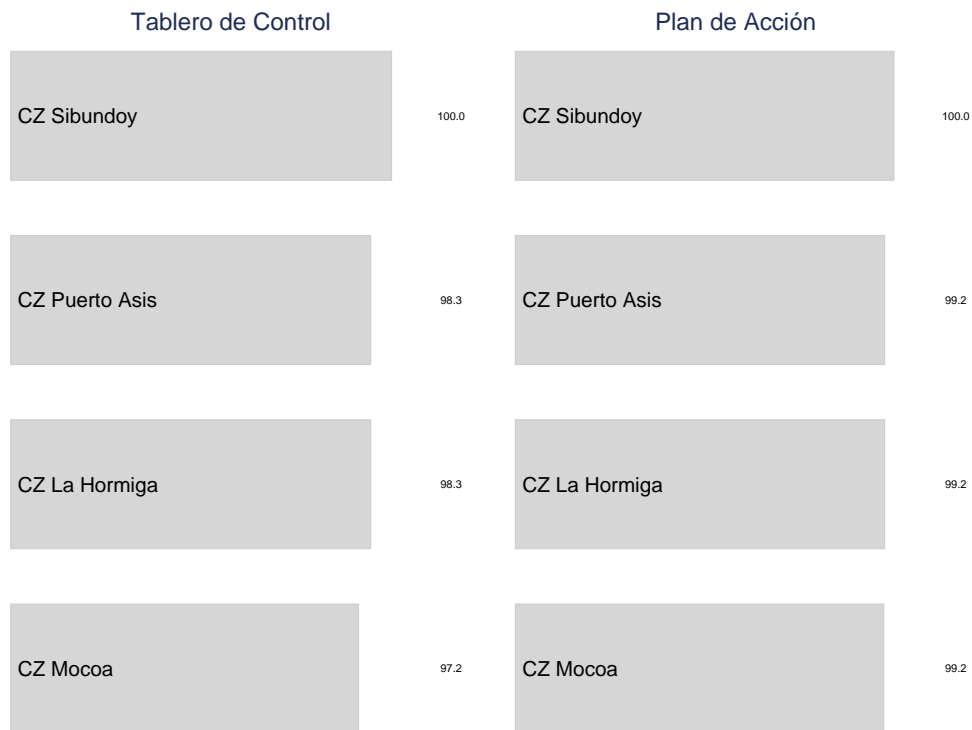 Tablero de Control
CZ Sibundoy 100.0
CZ Puerto Asis 98.3
CZ La Hormiga 98.3
CZ Mocoa 97.2
Plan de Acción
CZ Sibundoy 100.0
CZ Puerto Asis 99.2
CZ La Hormiga 99.2
CZ Mocoa 99.2